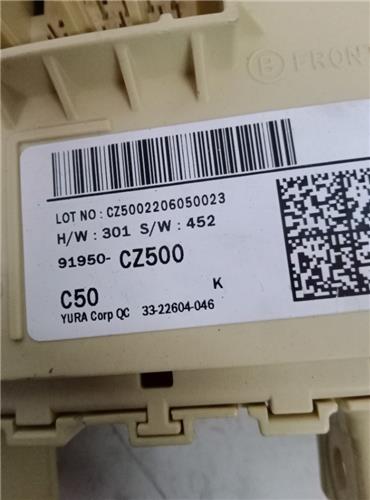 B FRONT
LOT NO : CZ5002206050023
H/W : 301 S/W : 452
91950- CZ500
C50 K
YURA Corp QC 33-22604-046